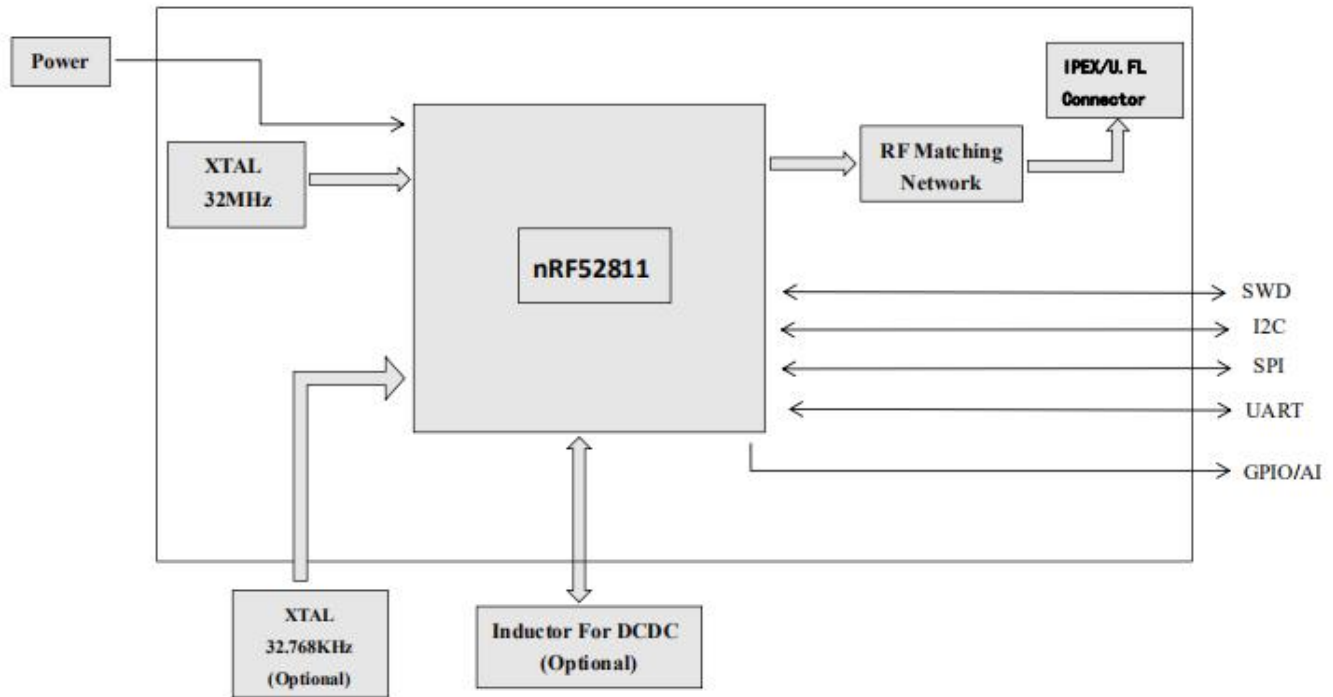 Power
IPEX/U.FL
Connector
XTAL
32MHz
RF Matching
Network
nRF52811
SWD
I2C
SPI
UART
GPIO/AI
XTAL
32.768KHz
(Optional)
Inductor For DCDC
(Optional)